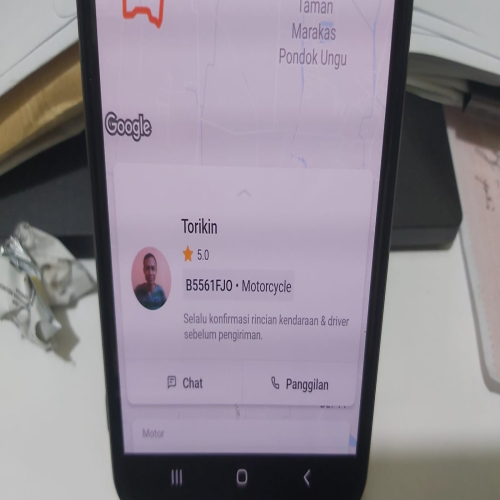 Taman
Marakas
Pondok Ungu
Google
Torikin
5.0
B5561FJO • Motorcycle
Selalu konfirmasi rincian kendaraan & driver
sebelum pengiriman.
Chat
Panggilan
Motor